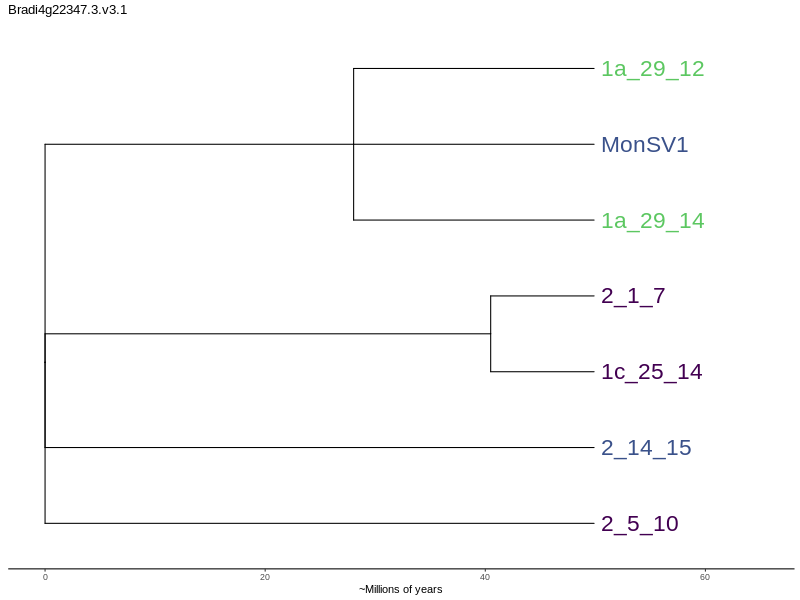 Bradi4g22347.3.v3.1
1a_29_12
MonSV1
1a_29_14
2_1_7
1c_25_14
2_14_15
2_5_10
0 20 40 60
~Millions of years